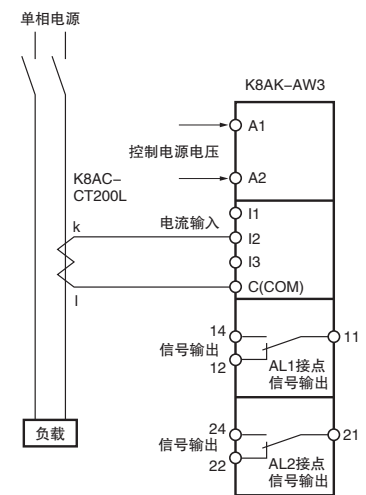 单相电源
K8AK-AW3
A1
控制电源电压
A2
K8AC-
CT200L
k
电流输入
I1
I2
I3
l
C(COM)
14
11
信号输出
12
AL1接点
信号输出
负载
24
21
信号输出
22
AL2接点
信号输出